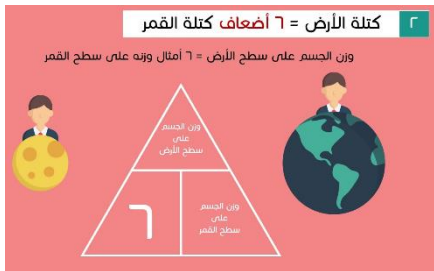 ٢ كتلة الأرض = ٦ أضعاف كتلة القمر
وزن الجسم على سطح الأرض = ٦ أمثال وزنه على سطح القمر
وزن الجسم
على
سطح الأرض
وزن الجسم
على
سطح القمر
٦